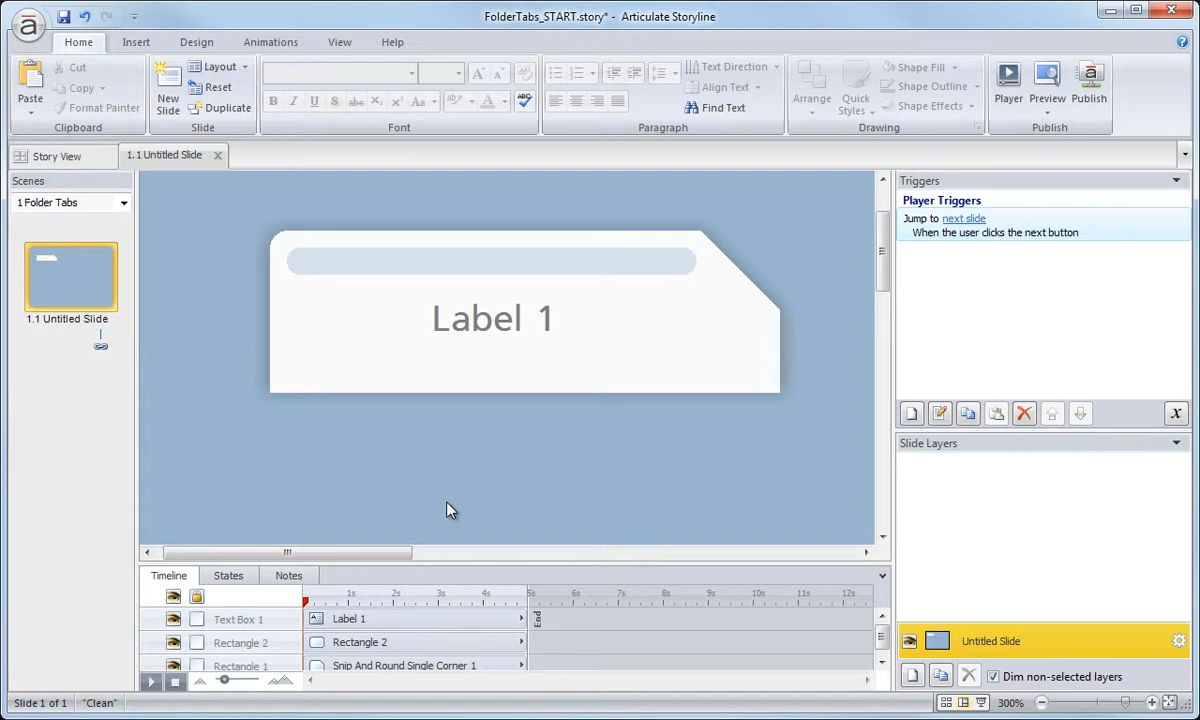 FolderTabs_START.story* - Articulate Storyline
Home Insert Design Animations View Help
Paste
Cut
Copy
Format Painter
Clipboard
New Slide
Layout
Reset
Duplicate
Slide
B I U S abc X₂ X² Aa ab A ABC
Font
Text Direction
Align Text
Find Text
Paragraph
Arrange
Quick Styles
Shape Fill
Shape Outline
Shape Effects
Drawing
Player
Preview
Publish
Publish
Story View
1.1 Untitled Slide
Scenes
1 Folder Tabs
1.1 Untitled Slide
Label 1
Triggers
Player Triggers
Jump to next slide
When the user clicks the next button
x
Slide Layers
Untitled Slide
Dim non-selected layers
Timeline States Notes
1s 2s 3s 4s 5s 6s 7s 8s 9s 10s 11s 12s
Text Box 1
Label 1
End
Rectangle 2
Rectangle 2
Rectangle 1
Snip And Round Single Corner 1
Slide 1 of 1
"Clean"
300%